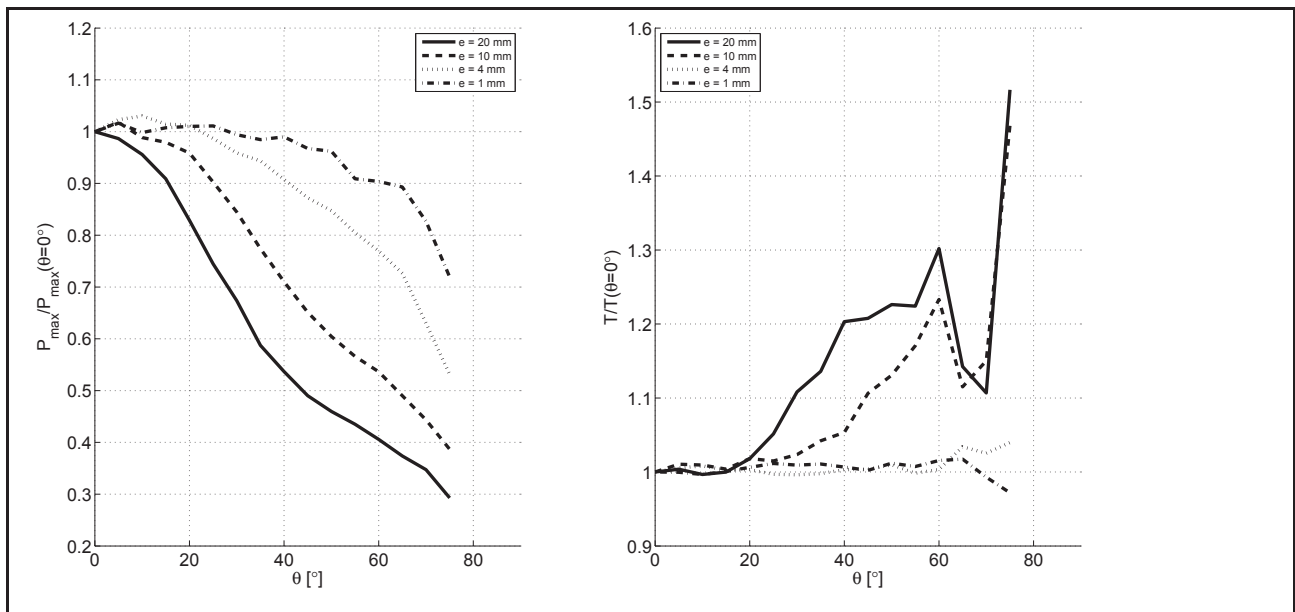 1.2
1.1
1
0.9
0.8
0.7
0.6
0.5
0.4
0.3
0.2
P_max/P_max(θ=0°)
e = 20 mm
e = 10 mm
e = 4 mm
e = 1 mm
0 20 40 60 80
θ [°]
1.6
1.5
1.4
1.3
1.2
1.1
1
0.9
T/T(θ=0°)
e = 20 mm
e = 10 mm
e = 4 mm
e = 1 mm
0 20 40 60 80
θ [°]